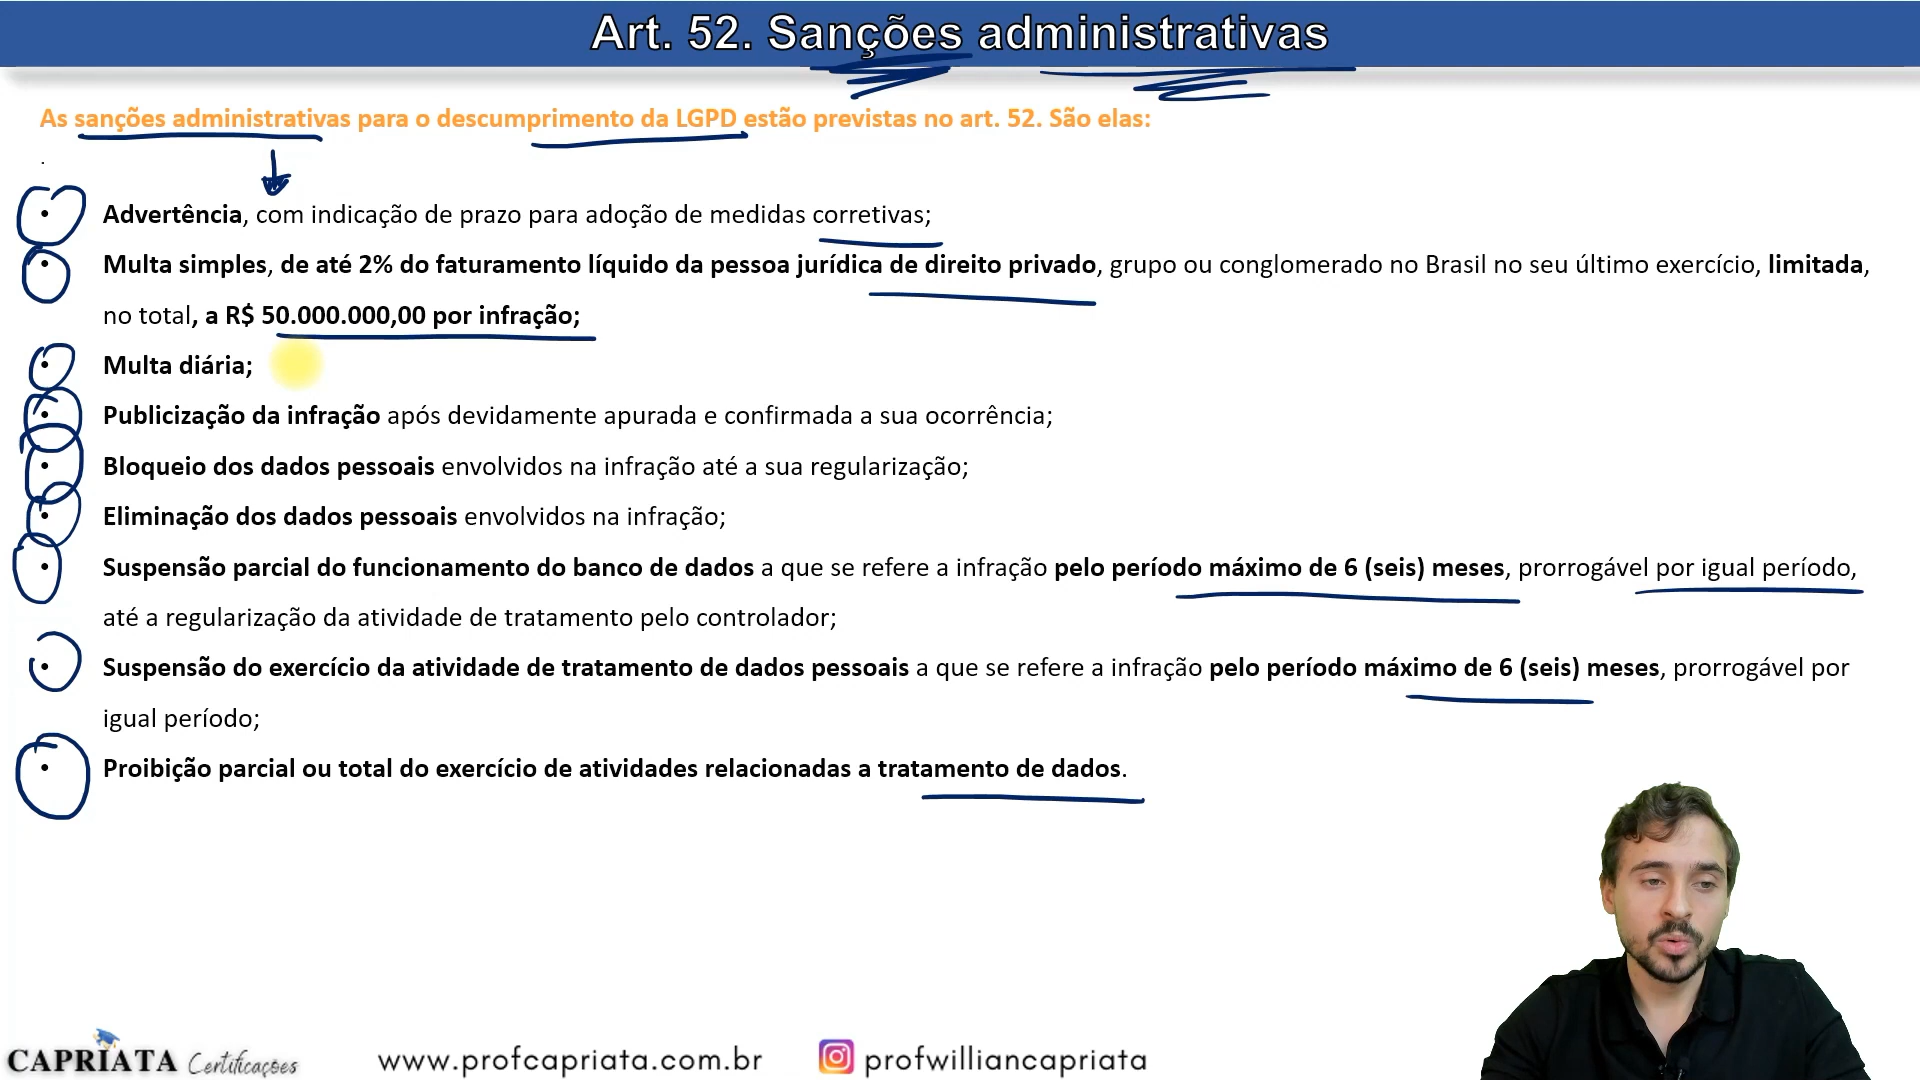 Art. 52. Sanções administrativas
As sanções administrativas para o descumprimento da LGPD estão previstas no art. 52. São elas:
.
• Advertência, com indicação de prazo para adoção de medidas corretivas;
• Multa simples, de até 2% do faturamento líquido da pessoa jurídica de direito privado, grupo ou conglomerado no Brasil no seu último exercício, limitada,
no total, a R$ 50.000.000,00 por infração;
• Multa diária;
• Publicização da infração após devidamente apurada e confirmada a sua ocorrência;
• Bloqueio dos dados pessoais envolvidos na infração até a sua regularização;
• Eliminação dos dados pessoais envolvidos na infração;
• Suspensão parcial do funcionamento do banco de dados a que se refere a infração pelo período máximo de 6 (seis) meses, prorrogável por igual período,
até a regularização da atividade de tratamento pelo controlador;
• Suspensão do exercício da atividade de tratamento de dados pessoais a que se refere a infração pelo período máximo de 6 (seis) meses, prorrogável por
igual período;
• Proibição parcial ou total do exercício de atividades relacionadas a tratamento de dados.
CAPRIATA Certificações www.profcapriata.com.br profwilliancapriata